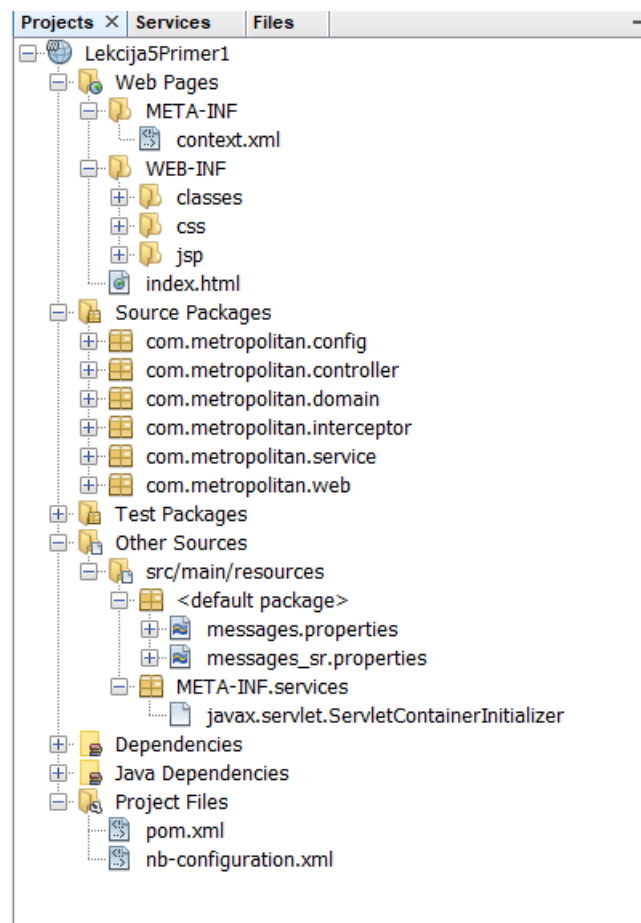 Projects × Services Files
Lekcija5Primer1
Web Pages
META-INF
context.xml
WEB-INF
classes
css
jsp
index.html
Source Packages
com.metropolitan.config
com.metropolitan.controller
com.metropolitan.domain
com.metropolitan.interceptor
com.metropolitan.service
com.metropolitan.web
Test Packages
Other Sources
src/main/resources
<default package>
messages.properties
messages_sr.properties
META-INF.services
javax.servlet.ServletContainerInitializer
Dependencies
Java Dependencies
Project Files
pom.xml
nb-configuration.xml